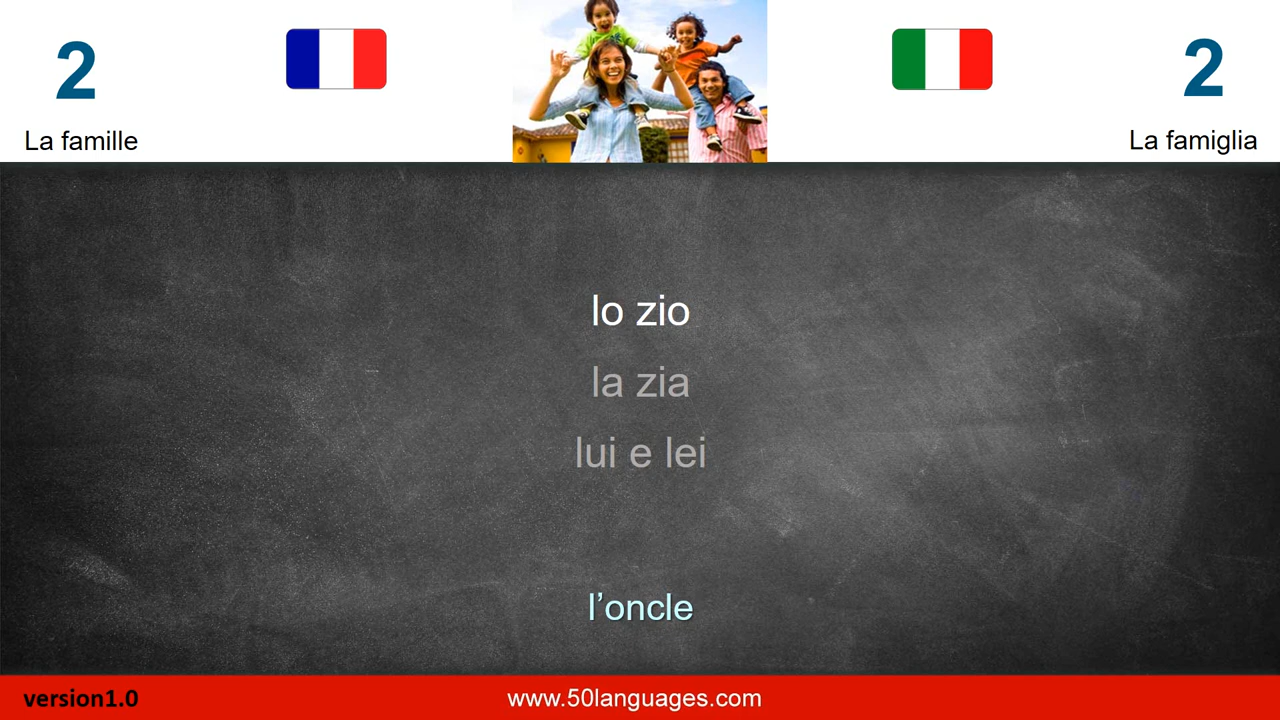 2
2
La famille
La famiglia
lo zio
la zia
lui e lei
l’oncle
version1.0
www.50languages.com